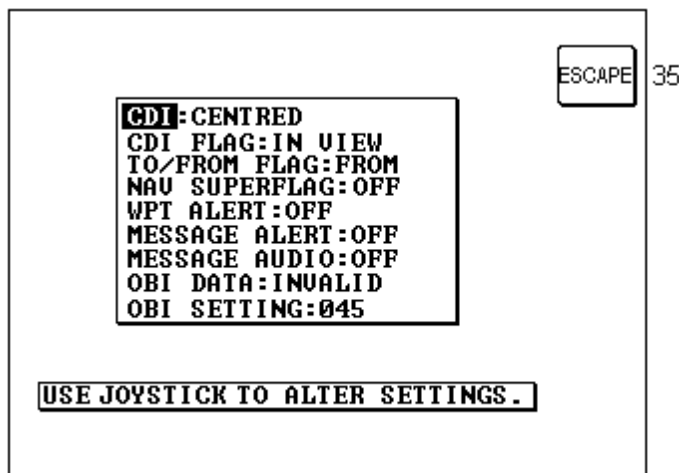 ESCAPE 35
CDI:CENTRED
CDI FLAG:IN VIEW
TO/FROM FLAG:FROM
NAV SUPERFLAG:OFF
WPT ALERT:OFF
MESSAGE ALERT:OFF
MESSAGE AUDIO:OFF
OBI DATA:INVALID
OBI SETTING:045
USE JOYSTICK TO ALTER SETTINGS.